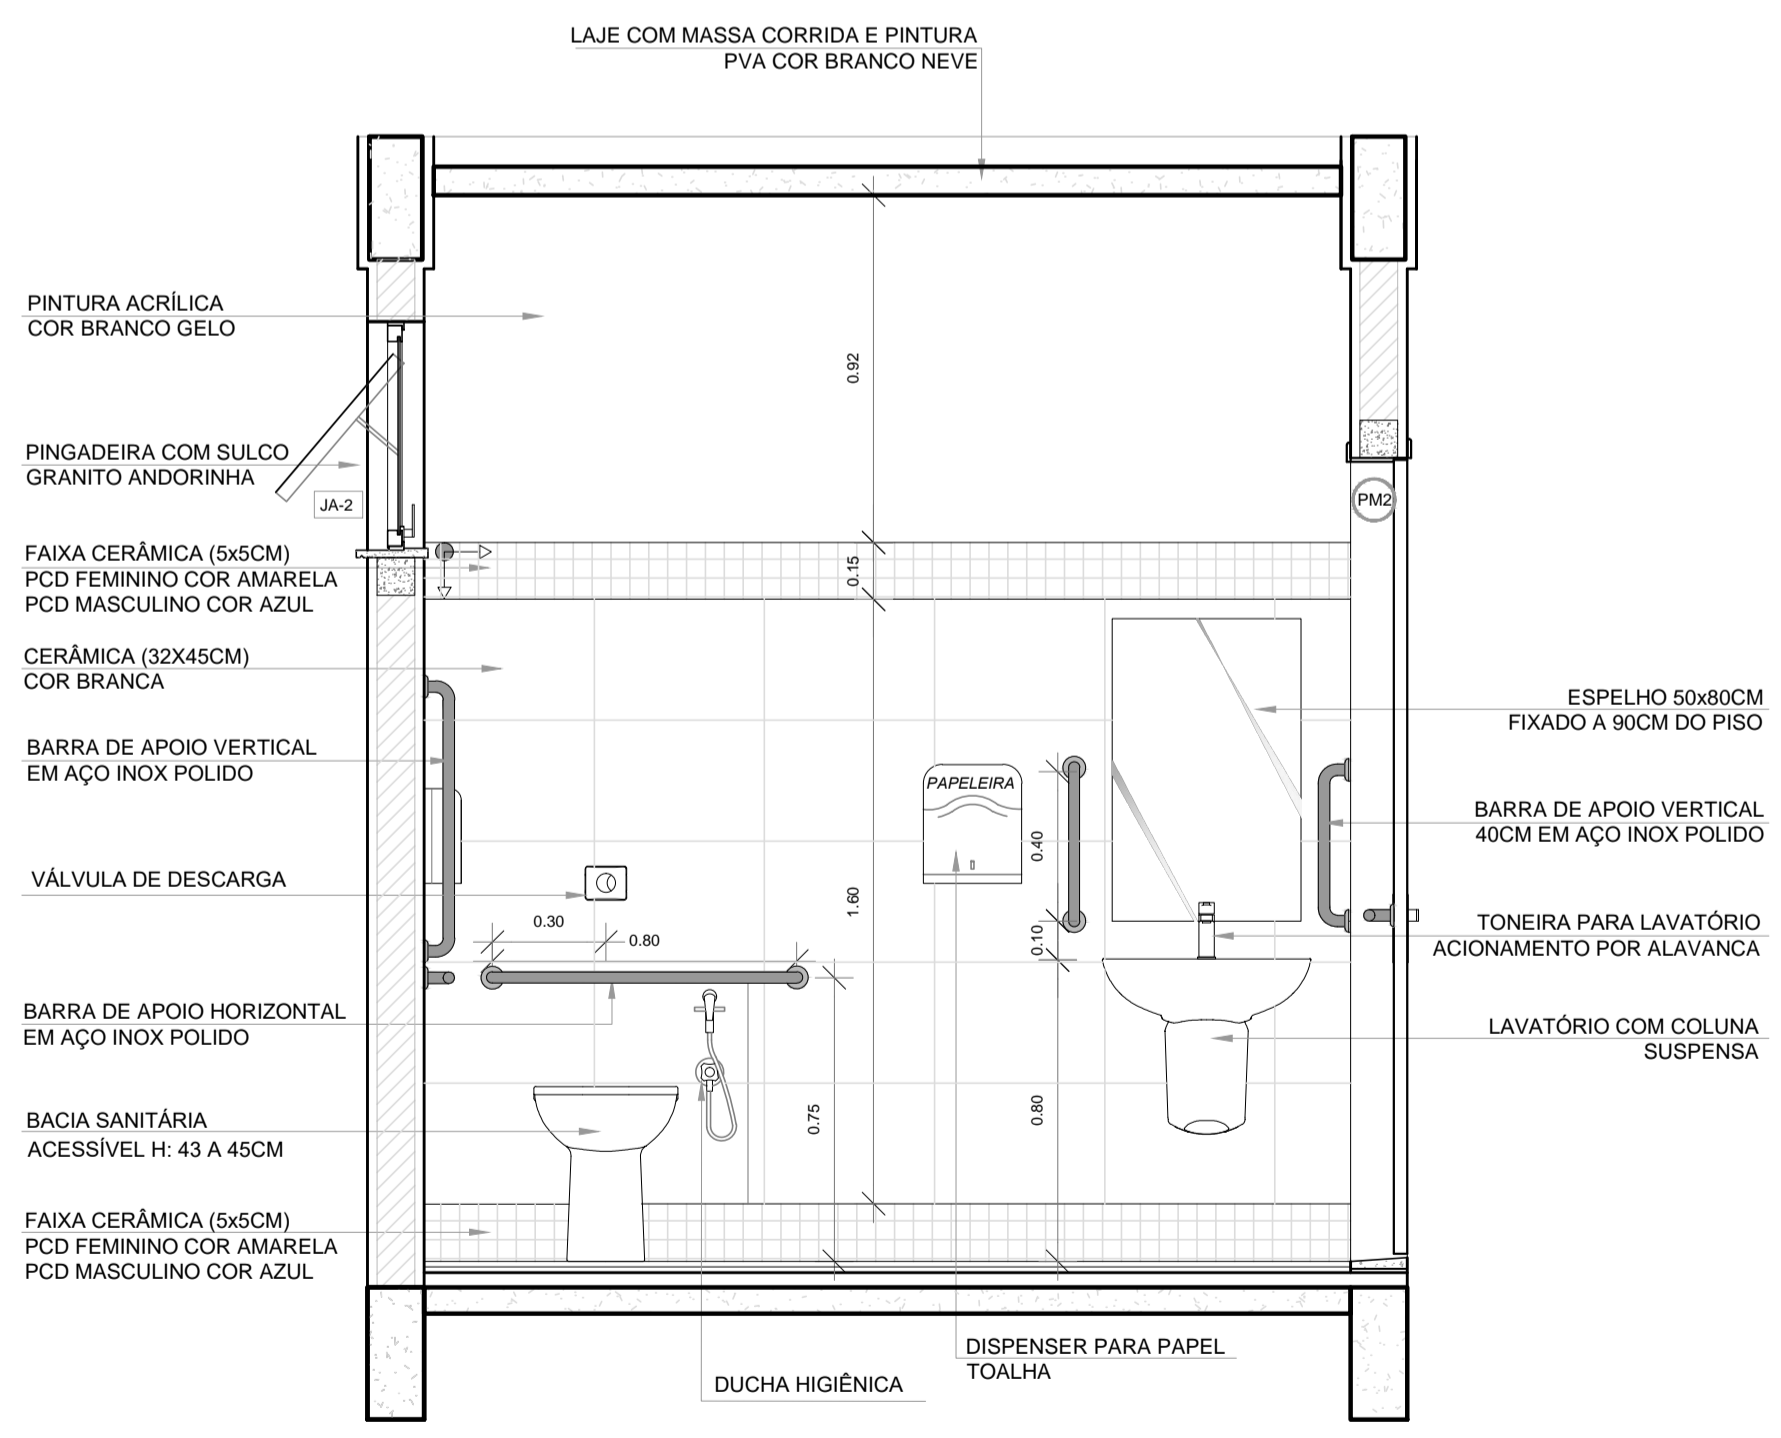 LAJE COM MASSA CORRIDA E PINTURA
PVA COR BRANCO NEVE
PINTURA ACRÍLICA
COR BRANCO GELO
0.92
PINGADEIRA COM SULCO
GRANITO ANDORINHA
JA-2
PM2
FAIXA CERÂMICA (5x5CM)
PCD FEMININO COR AMARELA
PCD MASCULINO COR AZUL
0.15
CERÂMICA (32X45CM)
COR BRANCA
ESPELHO 50x80CM
FIXADO A 90CM DO PISO
BARRA DE APOIO VERTICAL
EM AÇO INOX POLIDO
PAPELEIRA
BARRA DE APOIO VERTICAL
40CM EM AÇO INOX POLIDO
0.40
VÁLVULA DE DESCARGA
1.60
0.30
0.80
0.10
TONEIRA PARA LAVATÓRIO
ACIONAMENTO POR ALAVANCA
BARRA DE APOIO HORIZONTAL
EM AÇO INOX POLIDO
LAVATÓRIO COM COLUNA
SUSPENSA
BACIA SANITÁRIA
ACESSÍVEL H: 43 A 45CM
0.75
0.80
FAIXA CERÂMICA (5x5CM)
PCD FEMININO COR AMARELA
PCD MASCULINO COR AZUL
DISPENSER PARA PAPEL
TOALHA
DUCHA HIGIÊNICA